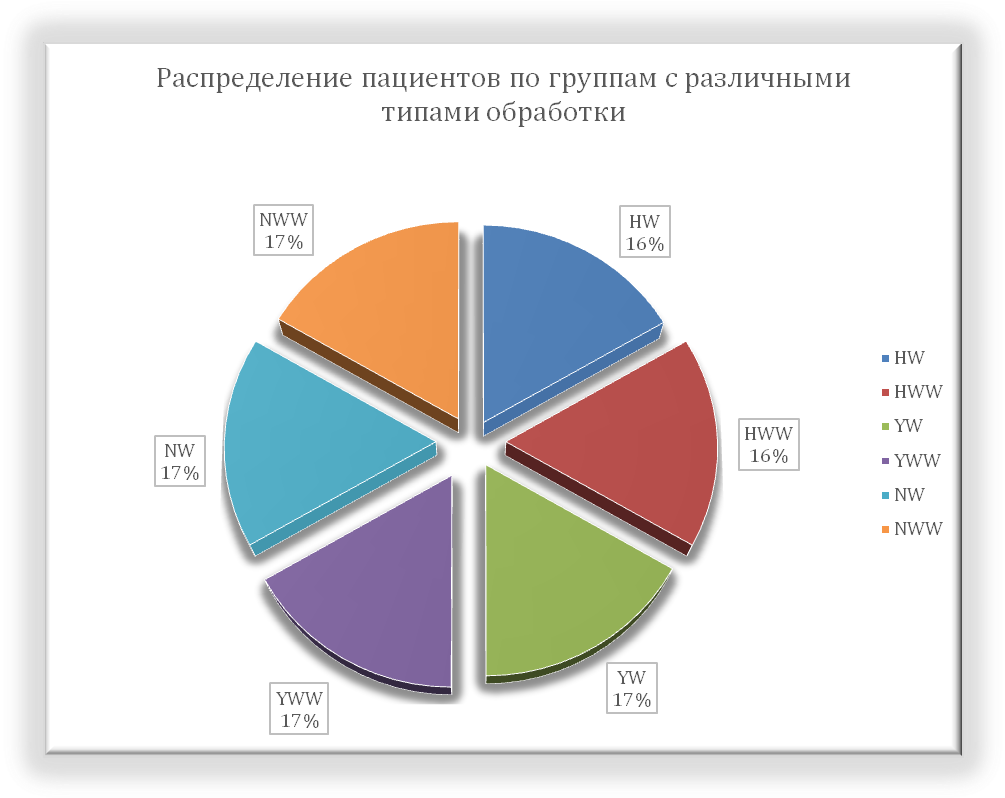 Распределение пациентов по группам с различными
типами обработки
NWW
17%
HW
16%
HWW
16%
NW
17%
YW
17%
YWW
17%
HW
HWW
YW
YWW
NW
NWW